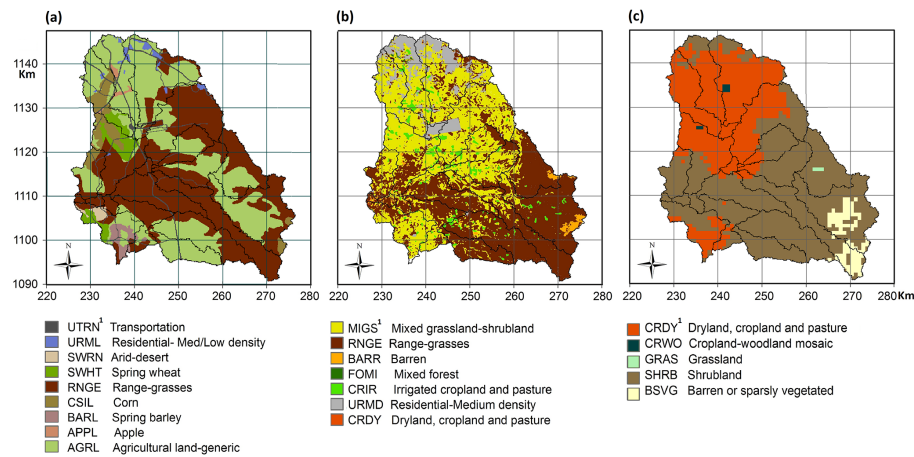 (a) (b) (c)
1140
Km
1130
1120
1110
1100
1090
N N N
220 230 240 250 260 270 280 220 230 240 250 260 270 280 220 230 240 250 260 270 280 Km
UTRN¹ Transportation
URML Residential- Med/Low density
SWRN Arid-desert
SWHT Spring wheat
RNGE Range-grasses
CSIL Corn
BARL Spring barley
APPL Apple
AGRL Agricultural land-generic
MIGS¹ Mixed grassland-shrubland
RNGE Range-grasses
BARR Barren
FOMI Mixed forest
CRIR Irrigated cropland and pasture
URMD Residential-Medium density
CRDY Dryland, cropland and pasture
CRDY¹ Dryland, cropland and pasture
CRWO Cropland-woodland mosaic
GRAS Grassland
SHRB Shrubland
BSVG Barren or sparsly vegetated